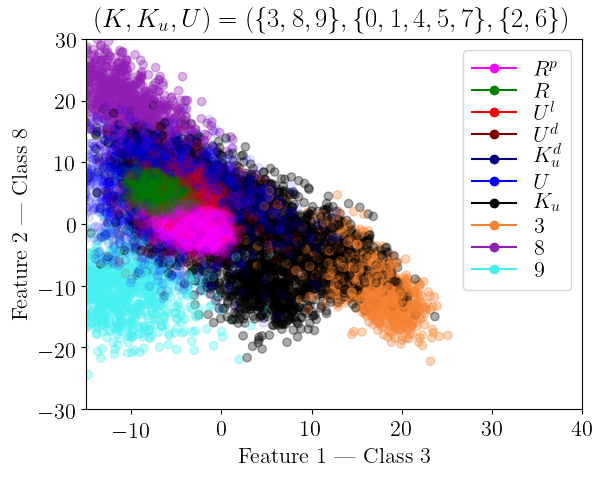 (K, K_u, U) = ({3, 8, 9}, {0, 1, 4, 5, 7}, {2, 6})
30
20
10
0
−10
−20
−30
Feature 2 — Class 8
R^p
R
U^l
U^d
K_u^d
U
K_u
3
8
9
−10
0
10
20
30
40
Feature 1 — Class 3